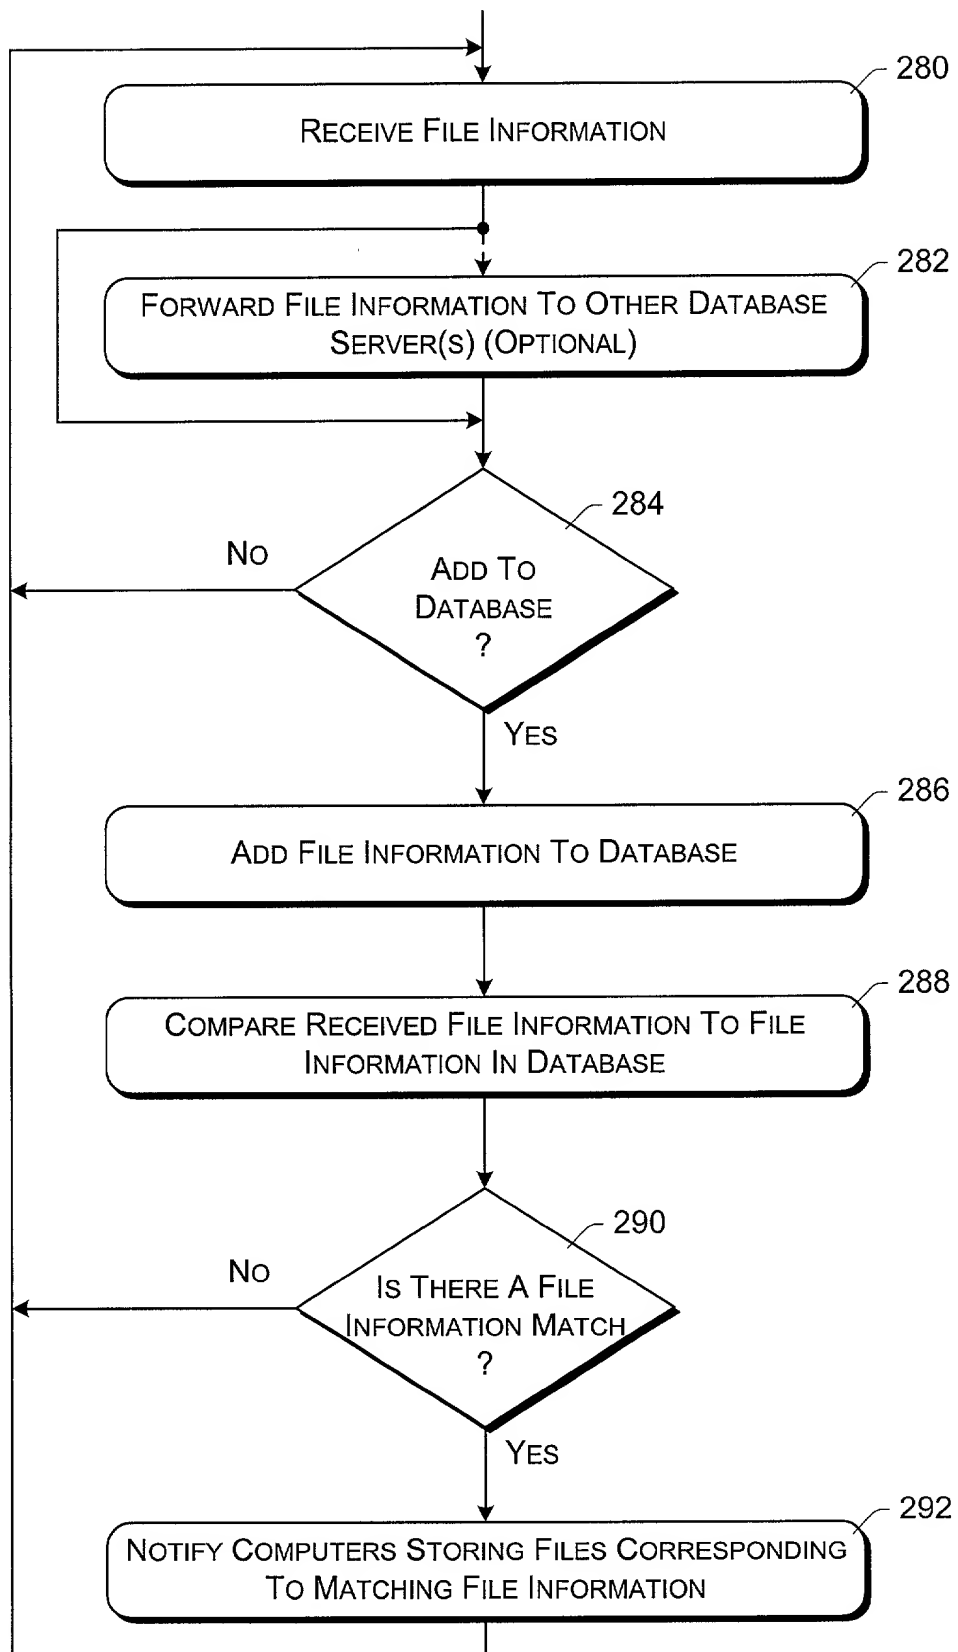 280
RECEIVE FILE INFORMATION
282
FORWARD FILE INFORMATION TO OTHER DATABASE
SERVER(S) (OPTIONAL)
284
NO
ADD TO
DATABASE
?
YES
286
ADD FILE INFORMATION TO DATABASE
288
COMPARE RECEIVED FILE INFORMATION TO FILE
INFORMATION IN DATABASE
290
NO
IS THERE A FILE
INFORMATION MATCH
?
YES
292
NOTIFY COMPUTERS STORING FILES CORRESPONDING
TO MATCHING FILE INFORMATION